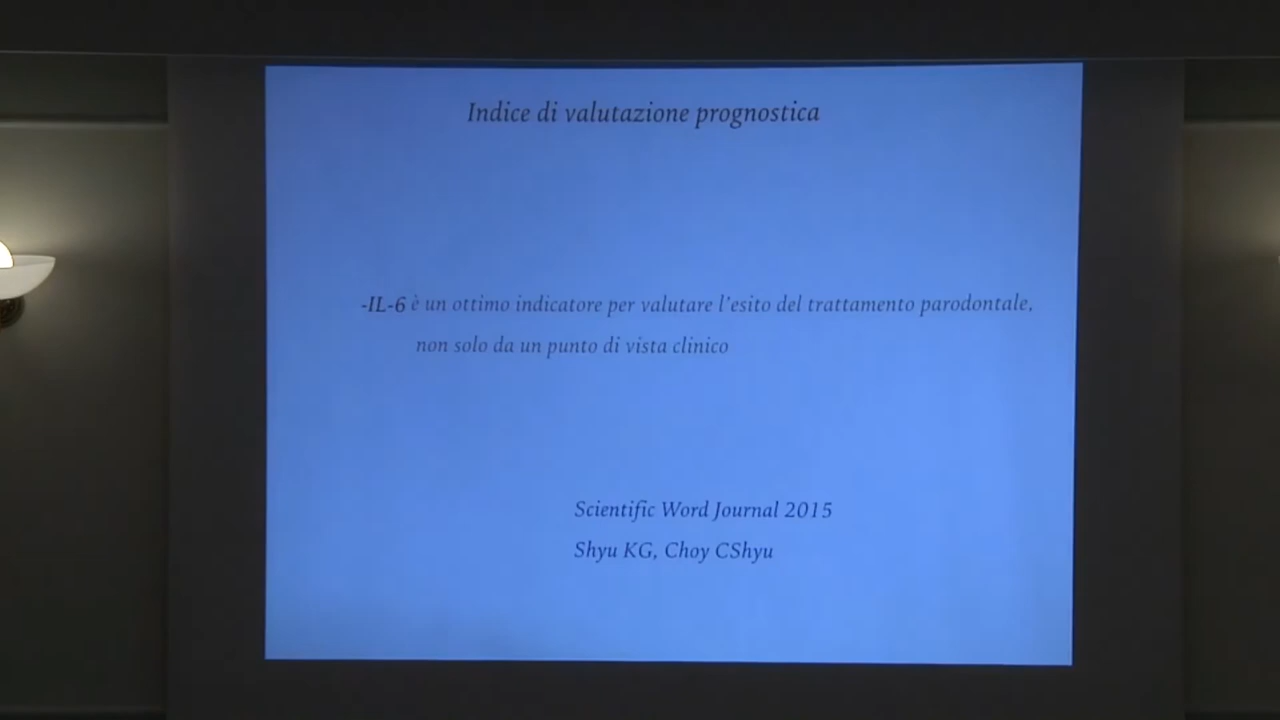 Indice di valutazione prognostica
-IL-6 è un ottimo indicatore per valutare l'esito del trattamento parodontale,
non solo da un punto di vista clinico
Scientific Word Journal 2015
Shyu KG, Choy CShyu